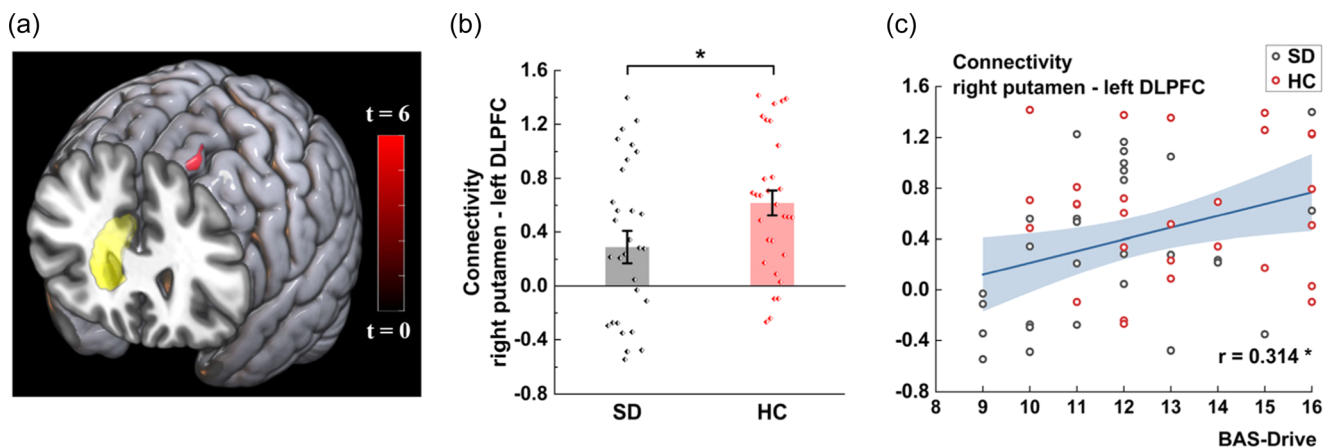 (a)
t = 6
t = 0
(b)
Connectivity
right putamen - left DLPFC
1.6
1.2
0.8
0.4
0.0
-0.4
-0.8
*
SD
HC
(c)
Connectivity
right putamen - left DLPFC
SD
HC
1.6
1.2
0.8
0.4
0.0
-0.4
-0.8
r = 0.314 *
8 9 10 11 12 13 14 15 16
BAS-Drive